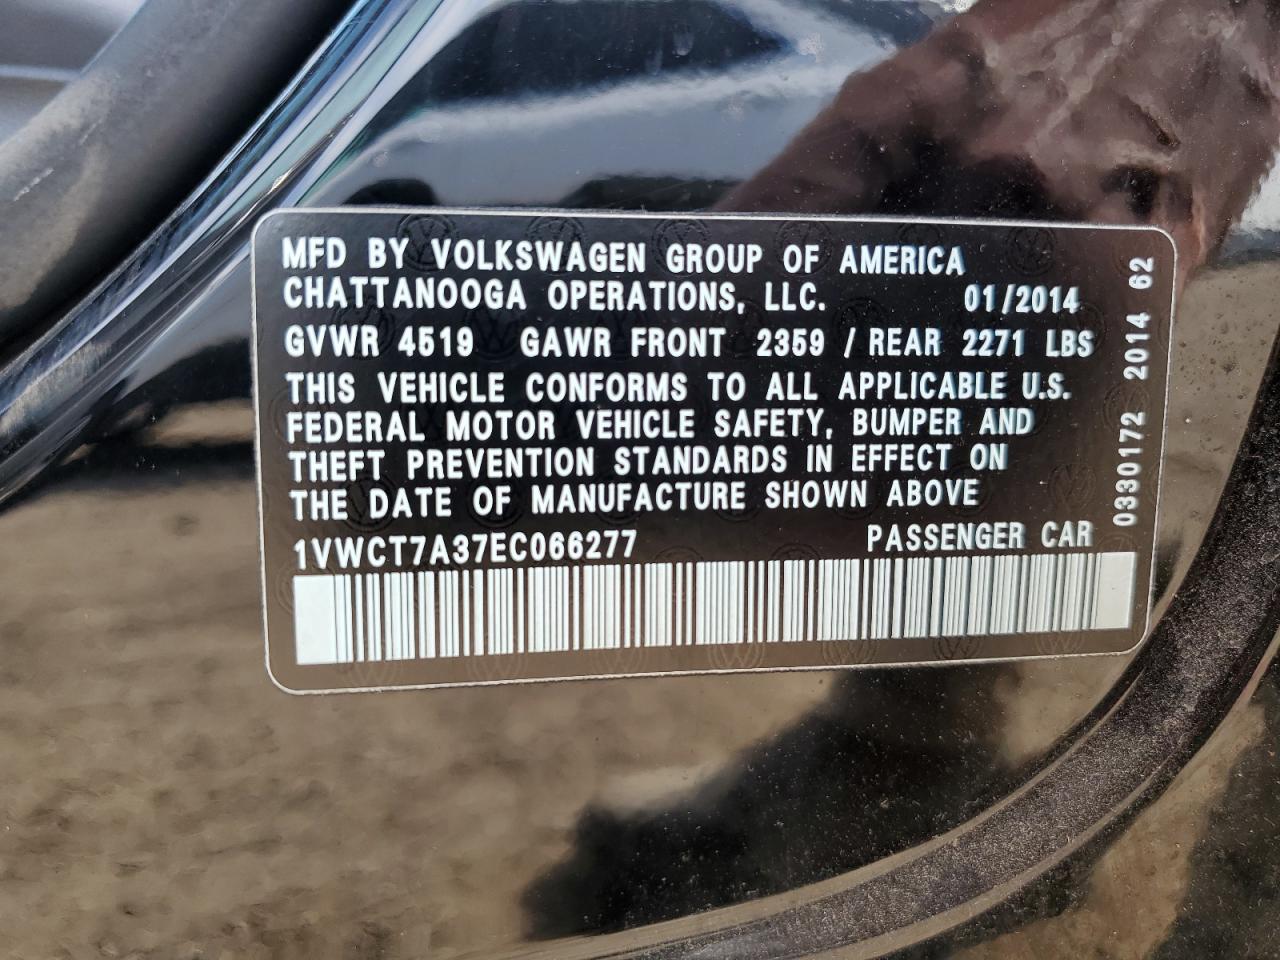 MFD BY VOLKSWAGEN GROUP OF AMERICA
CHATTANOOGA OPERATIONS, LLC. 01/2014
GVWR 4519 GAWR FRONT 2359 / REAR 2271 LBS
THIS VEHICLE CONFORMS TO ALL APPLICABLE U.S.
FEDERAL MOTOR VEHICLE SAFETY, BUMPER AND
THEFT PREVENTION STANDARDS IN EFFECT ON
THE DATE OF MANUFACTURE SHOWN ABOVE
1VWCT7A37EC066277 PASSENGER CAR
0330172 2014 62